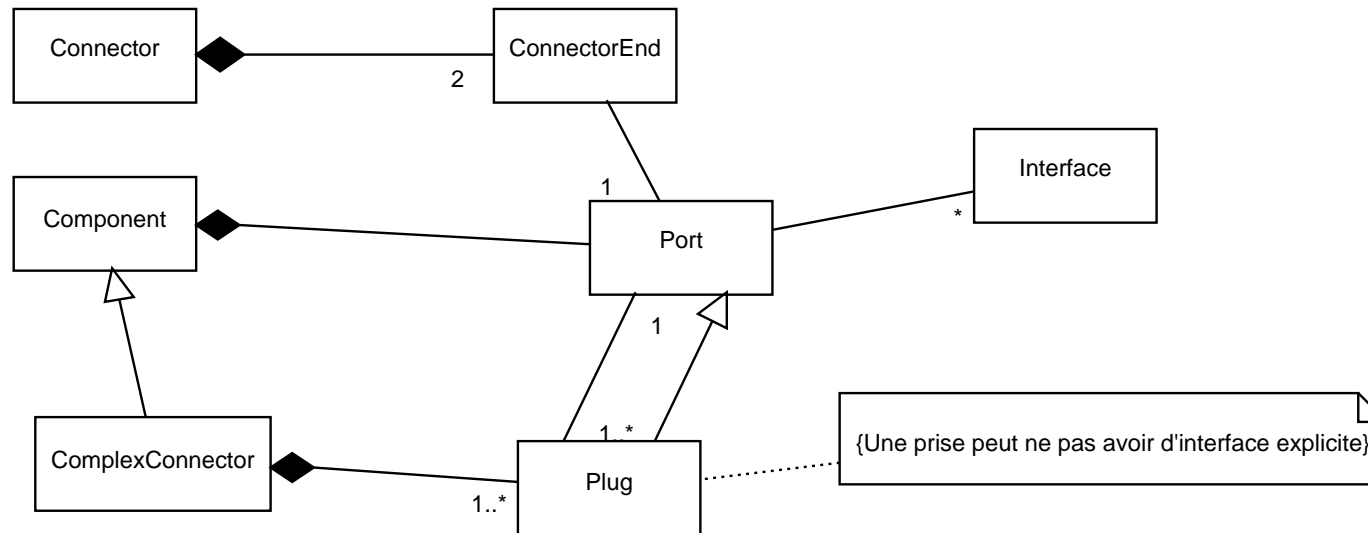 Connector
ConnectorEnd
2
Interface
Component
1
*
Port
1
{Une prise peut ne pas avoir d'interface explicite}
1..*
ComplexConnector
Plug
1..*